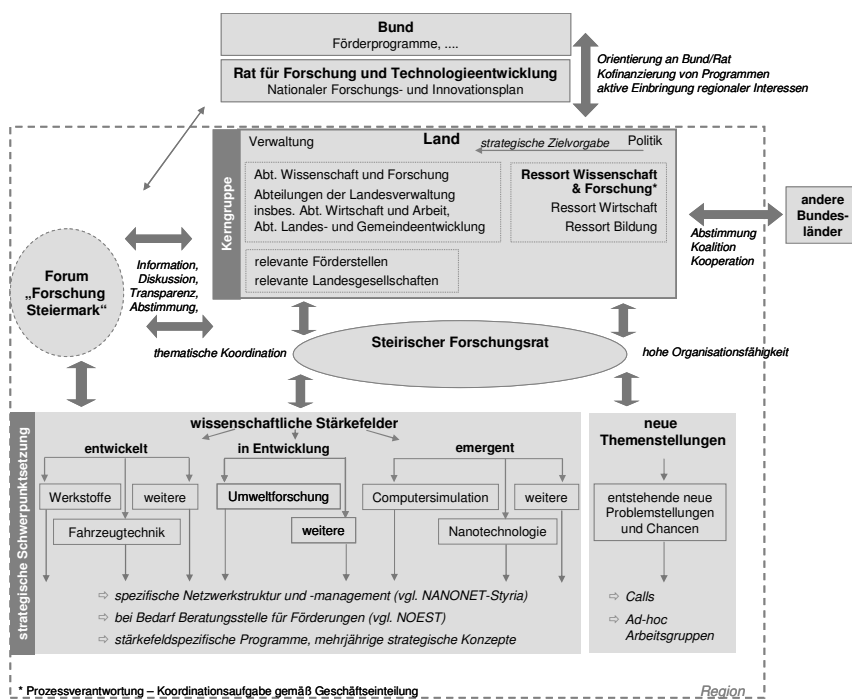 Bund
Förderprogramme, ....
Rat für Forschung und Technologieentwicklung
Nationaler Forschungs- und Innovationsplan
Orientierung an Bund/Rat
Kofinanzierung von Programmen
aktive Einbringung regionaler Interessen
Kerngruppe
Verwaltung
Land
strategische Zielvorgabe
Politik
Abt. Wissenschaft und Forschung
Abteilungen der Landesverwaltung
insbes. Abt. Wirtschaft und Arbeit,
Abt. Landes- und Gemeindeentwicklung
Ressort Wissenschaft
& Forschung*
Ressort Wirtschaft
Ressort Bildung
relevante Förderstellen
relevante Landesgesellschaften
andere
Bundes-
länder
Abstimmung
Koalition
Kooperation
Forum
„Forschung
Steiermark“
Information,
Diskussion,
Transparenz,
Abstimmung,
thematische Koordination
Steirischer Forschungsrat
hohe Organisationsfähigkeit
strategische Schwerpunktsetzung
wissenschaftliche Stärkefelder
entwickelt
in Entwicklung
emergent
Werkstoffe
weitere
Umweltforschung
Computersimulation
weitere
Fahrzeugtechnik
weitere
Nanotechnologie
⇨ spezifische Netzwerkstruktur und -management (vgl. NANONET-Styria)
⇨ bei Bedarf Beratungsstelle für Förderungen (vgl. NOEST)
⇨ stärkefeldspezifische Programme, mehrjährige strategische Konzepte
neue
Themenstellungen
entstehende neue
Problemstellungen
und Chancen
⇨ Calls
⇨ Ad-hoc
Arbeitsgruppen
* Prozessverantwortung – Koordinationsaufgabe gemäß Geschäftseinteilung
Region